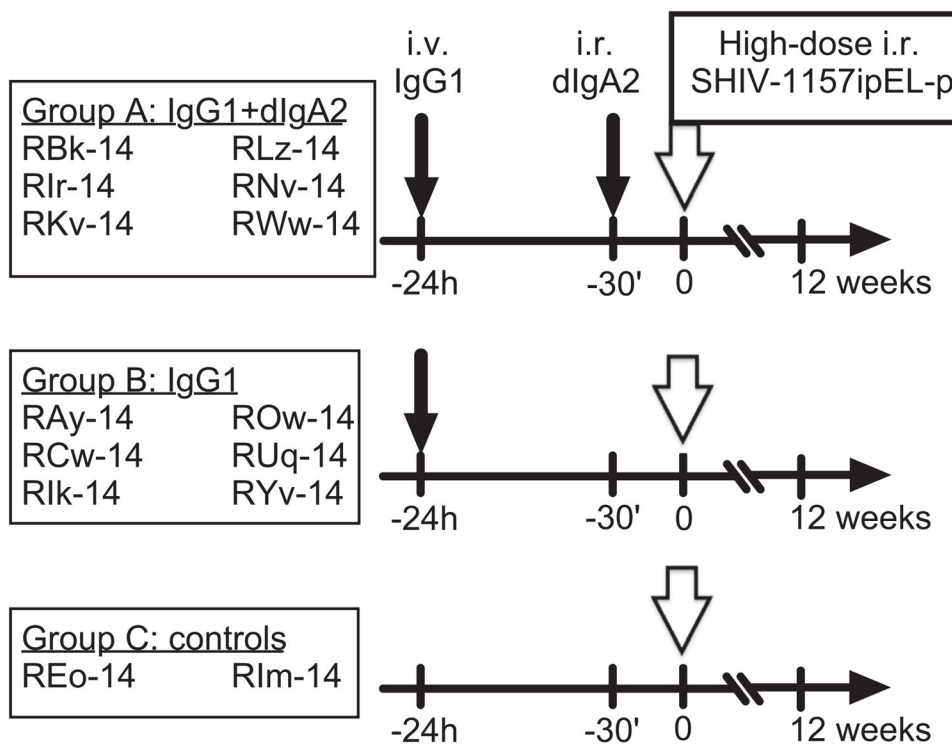 i.v.
IgG1
i.r.
dIgA2
High-dose i.r.
SHIV-1157ipEL-p
Group A: IgG1+dIgA2
RBk-14 RLz-14
RIr-14 RNv-14
RKv-14 RWw-14
-24h -30' 0 12 weeks
Group B: IgG1
RAy-14 ROw-14
RCw-14 RUq-14
RIk-14 RYv-14
-24h -30' 0 12 weeks
Group C: controls
REo-14 RIm-14
-24h -30' 0 12 weeks